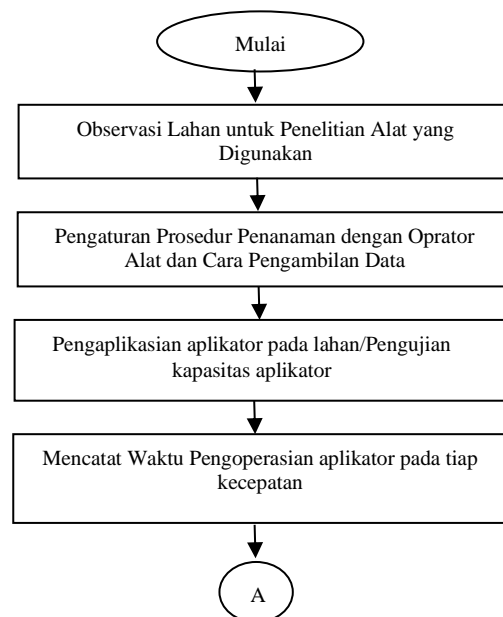 Mulai
Observasi Lahan untuk Penelitian Alat yang
Digunakan
Pengaturan Prosedur Penanaman dengan Oprator
Alat dan Cara Pengambilan Data
Pengaplikasian aplikator pada lahan/Pengujian
kapasitas aplikator
Mencatat Waktu Pengoperasian aplikator pada tiap
kecepatan
A